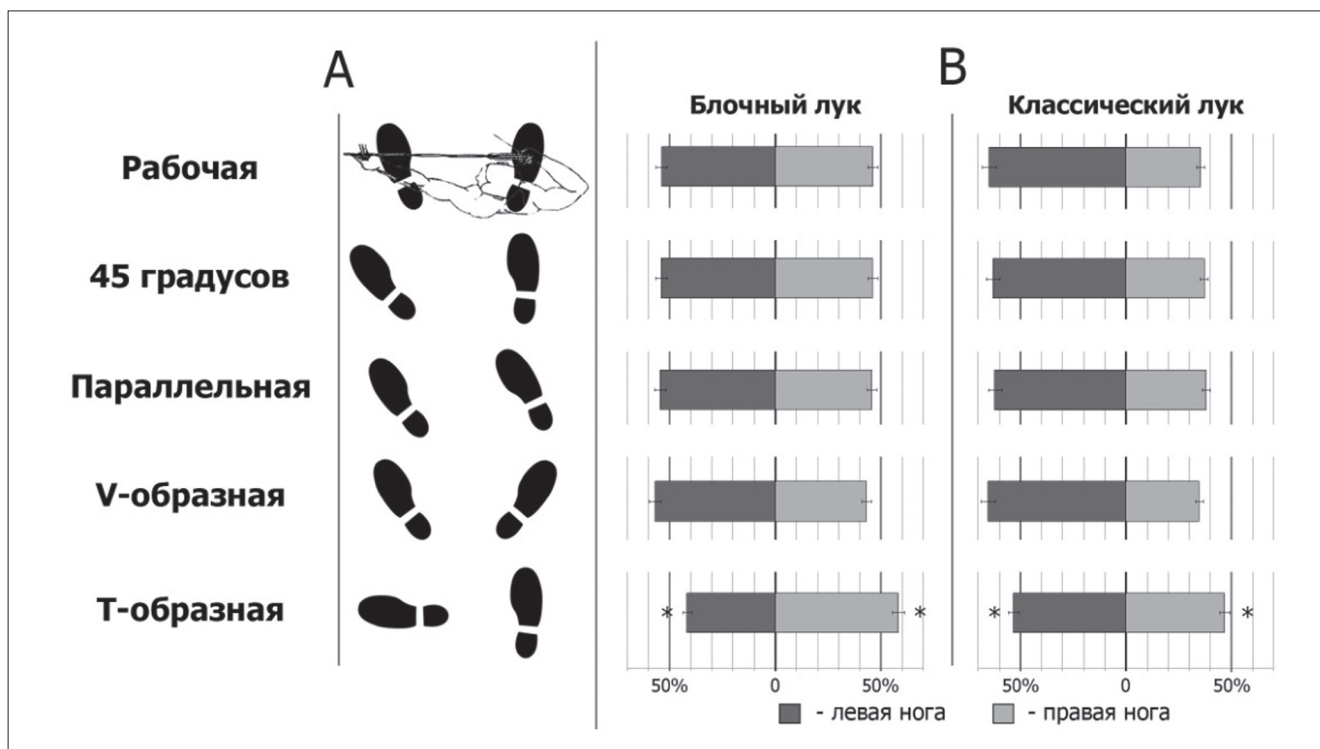 A
B
Блочный лук
Классический лук
Рабочая
45 градусов
Параллельная
V-образная
T-образная
* * * *
50% 0 50% 50% 0 50%
- левая нога - правая нога